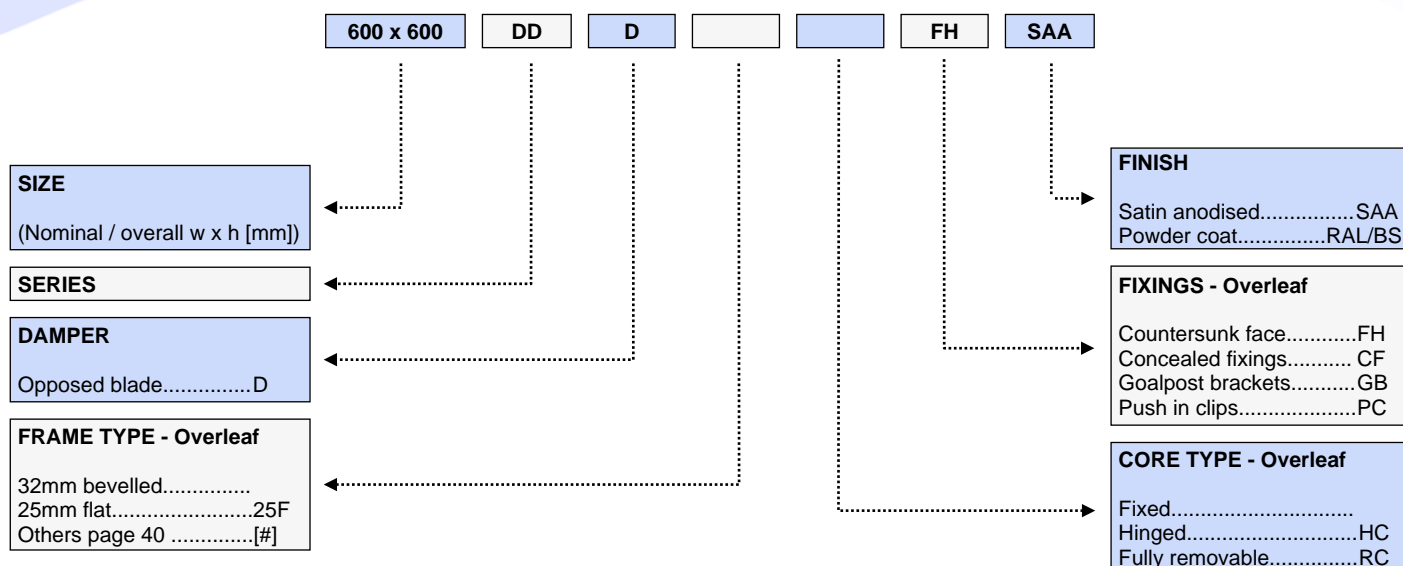 600 x 600 DD D FH SAA
SIZE
(Nominal / overall w x h [mm])
SERIES
DAMPER
Opposed blade...............D
FRAME TYPE - Overleaf
32mm bevelled...............
25mm flat........................25F
Others page 40 ..............[#]
FINISH
Satin anodised................SAA
Powder coat...............RAL/BS
FIXINGS - Overleaf
Countersunk face............FH
Concealed fixings........... CF
Goalpost brackets...........GB
Push in clips....................PC
CORE TYPE - Overleaf
Fixed...............................
Hinged.............................HC
Fully removable...............RC